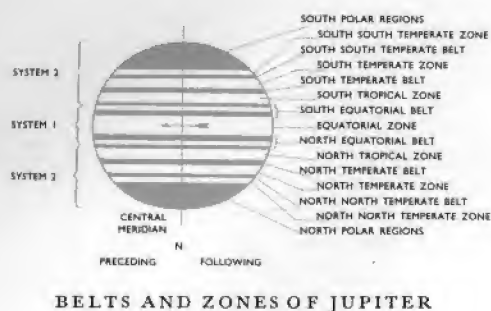 SOUTH POLAR REGIONS
SOUTH SOUTH TEMPERATE ZONE
SOUTH SOUTH TEMPERATE BELT
SOUTH TEMPERATE ZONE
SOUTH TEMPERATE BELT
SOUTH TROPICAL ZONE
SOUTH EQUATORIAL BELT
EQUATORIAL ZONE
NORTH EQUATORIAL BELT
NORTH TROPICAL ZONE
NORTH TEMPERATE BELT
NORTH TEMPERATE ZONE
NORTH NORTH TEMPERATE BELT
NORTH NORTH TEMPERATE ZONE
NORTH POLAR REGIONS
SYSTEM 2
SYSTEM 1
SYSTEM 2
CENTRAL
MERIDIAN
N
PRECEDING FOLLOWING
BELTS AND ZONES OF JUPITER